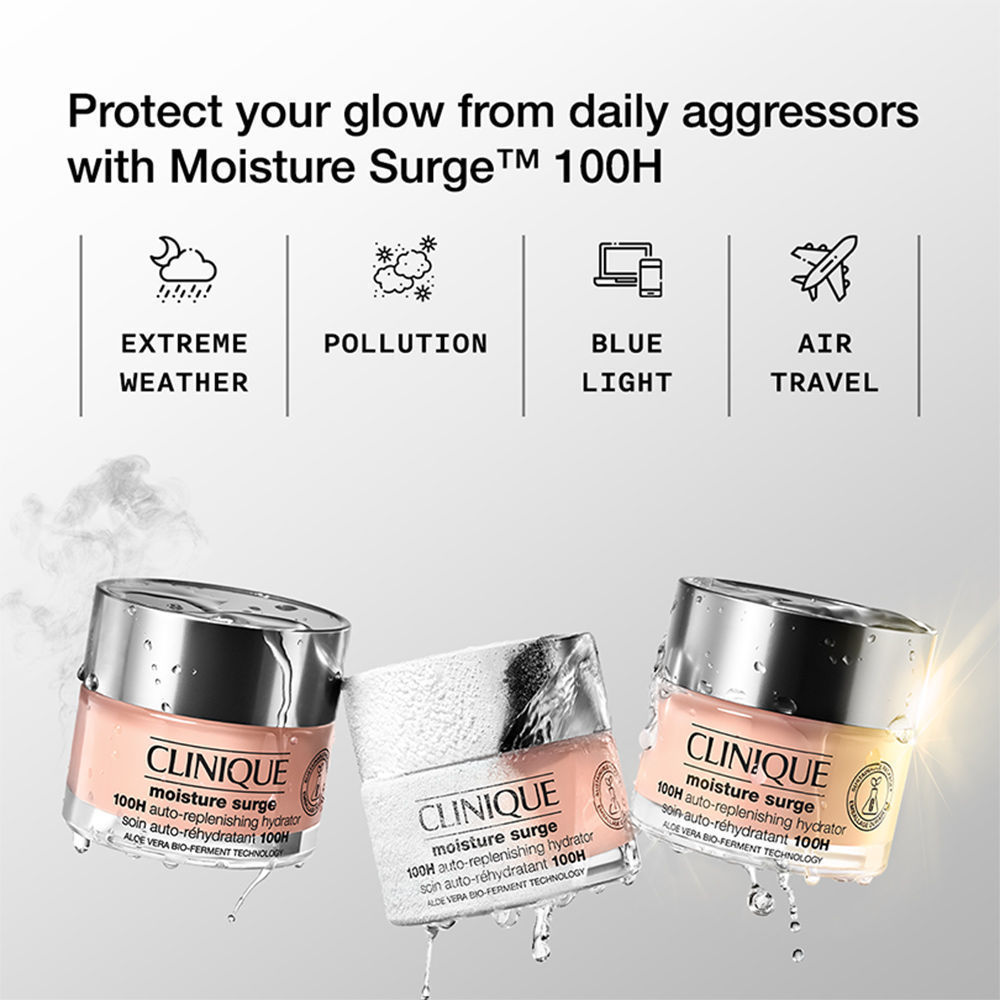 Protect your glow from daily aggressors
with Moisture Surge™ 100H
EXTREME
WEATHER
POLLUTION
BLUE
LIGHT
AIR
TRAVEL
CLINIQUE
moisture surge
100H auto-replenishing hydrator
soin auto-réhydratant 100H
ALOE VERA BIO-FERMENT TECHNOLOGY
CLINIQUE
moisture surge
100H auto-replenishing hydrator
soin auto-réhydratant 100H
ALOE VERA BIO-FERMENT TECHNOLOGY
CLINIQUE
moisture surge
100H auto-replenishing hydrator
soin auto-réhydratant 100H
ALOE VERA BIO-FERMENT TECHNOLOGY